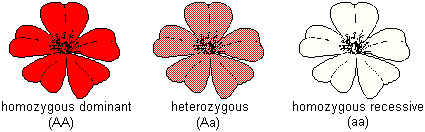 homozygous dominant
(AA)
heterozygous
(Aa)
homozygous recessive
(aa)